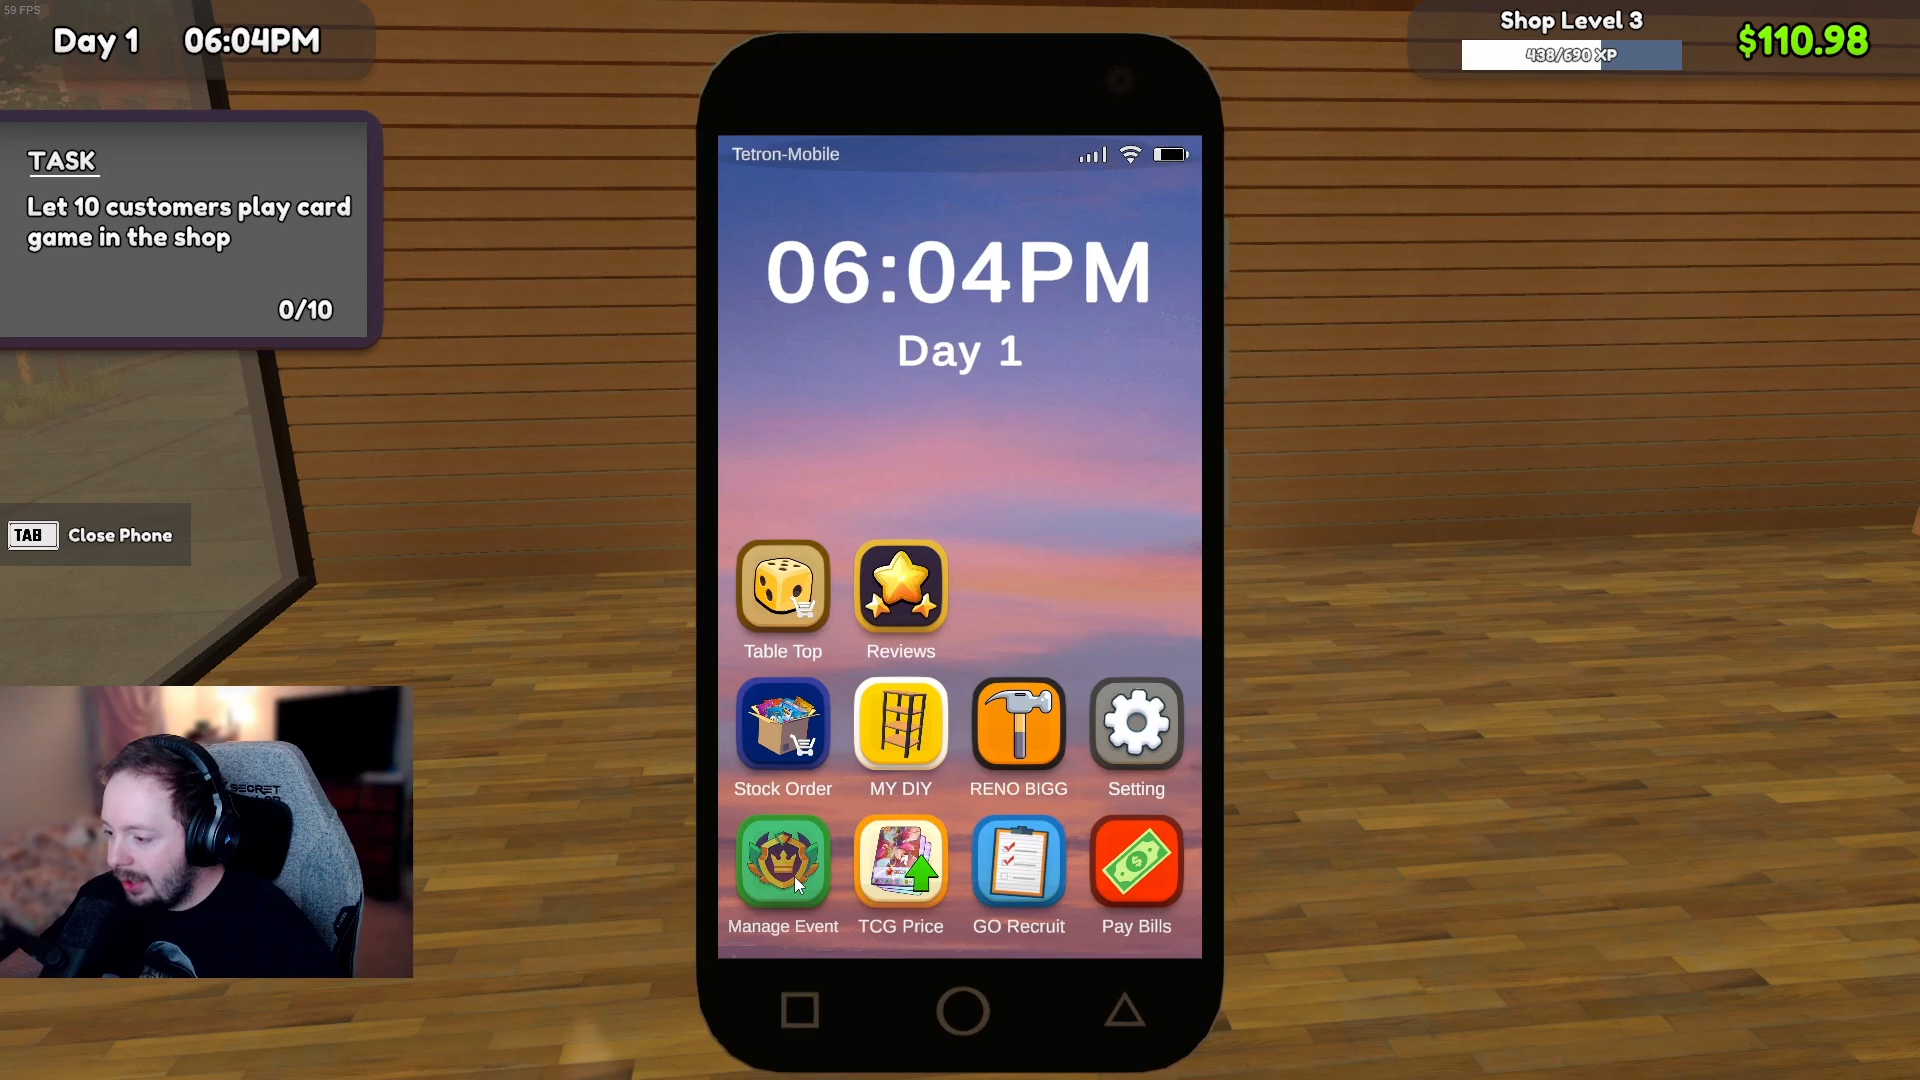 59 FPS
Day 1 06:04PM
Shop Level 3
438/690 XP
$110.98
TASK
Let 10 customers play card
game in the shop
0/10
TAB Close Phone
Tetron-Mobile
06:04PM
Day 1
Table Top Reviews
Stock Order MY DIY RENO BIGG Setting
Manage Event TCG Price GO Recruit Pay Bills
SECRET